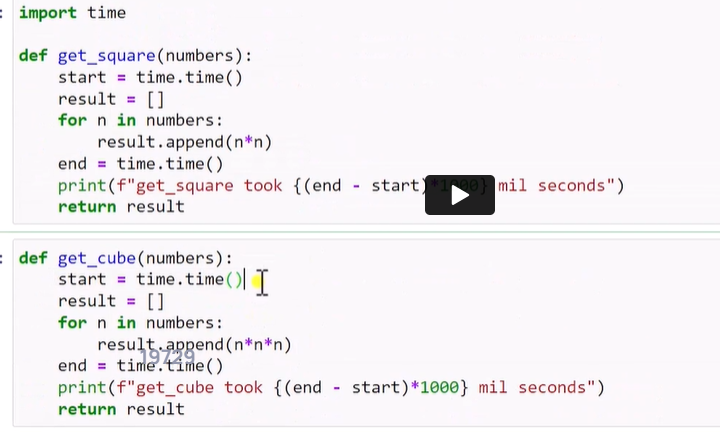 import time
def get_square(numbers):
start = time.time()
result = []
for n in numbers:
result.append(n*n)
end = time.time()
print(f"get_square took {(end - start)*1000} mil seconds")
return result
def get_cube(numbers):
start = time.time()
result = []
for n in numbers:
result.append(n*n*n)
19729
end = time.time()
print(f"get_cube took {(end - start)*1000} mil seconds")
return result